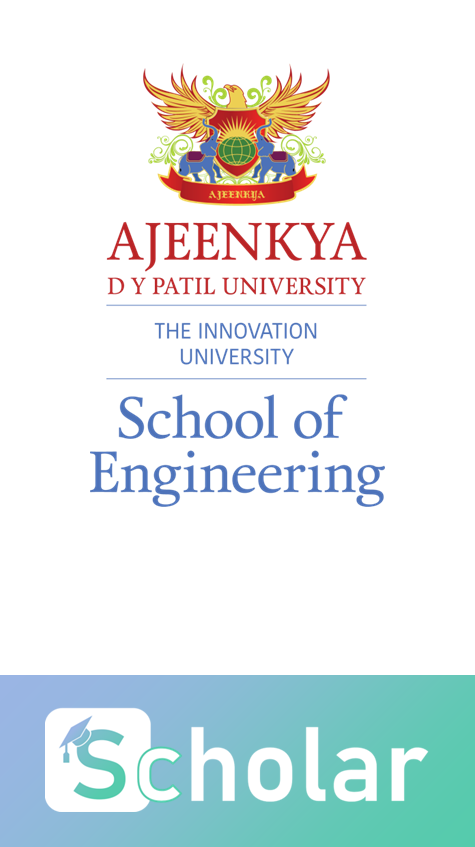 AJEENKYA
AJEENKYA
D Y PATIL UNIVERSITY
THE INNOVATION
UNIVERSITY
School of
Engineering
Scholar